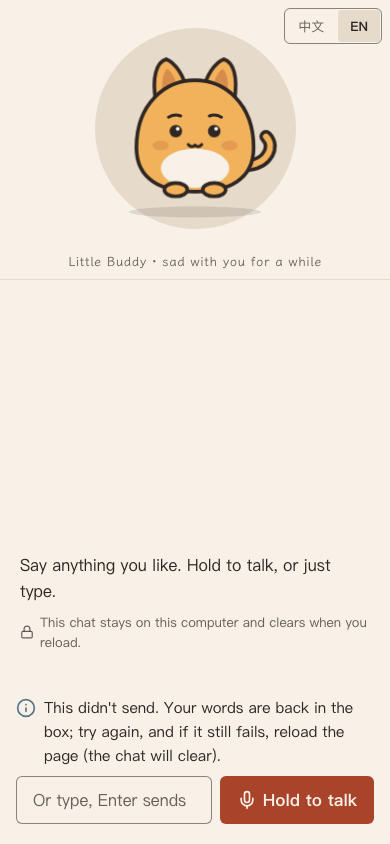 中文
EN
Little Buddy • sad with you for a while
Say anything you like. Hold to talk, or just
type.
This chat stays on this computer and clears when you
reload.
This didn't send. Your words are back in the
box; try again, and if it still fails, reload the
page (the chat will clear).
Or type, Enter sends
Hold to talk